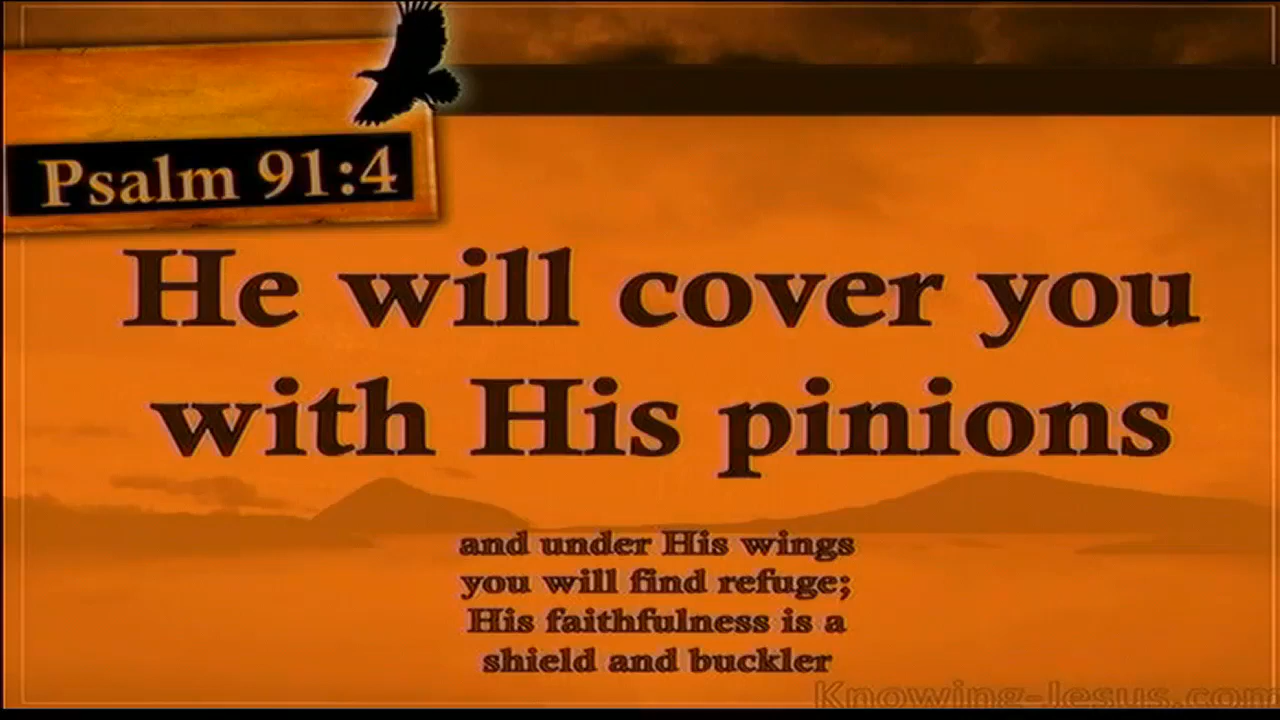 Psalm 91:4
He will cover you
with His pinions
and under His wings
you will find refuge;
His faithfulness is a
shield and buckler
Knowing-Jesus.com